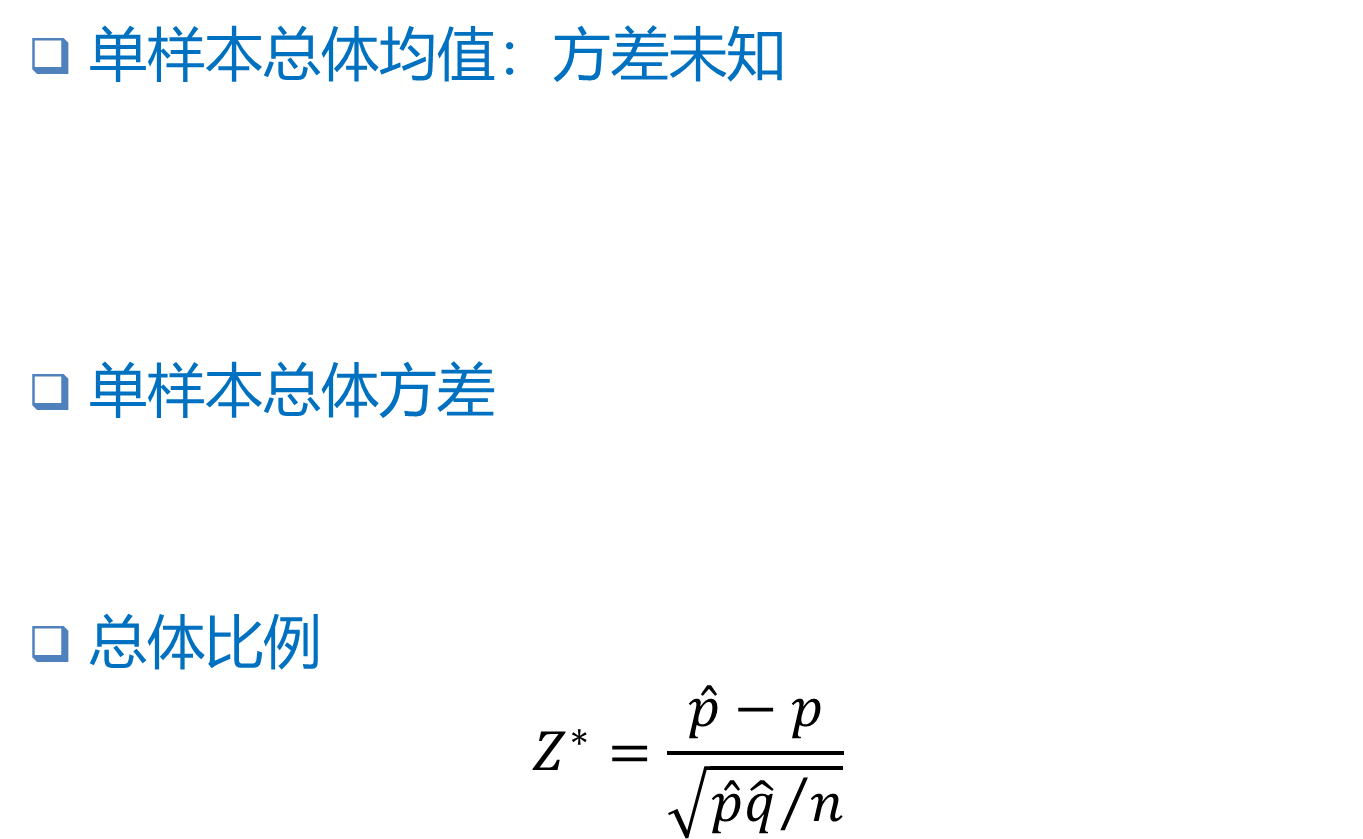 ❑ 单样本总体均值：方差未知
❑ 单样本总体方差
❑ 总体比例
Z* = (p̂ − p) / √(p̂q̂/n)